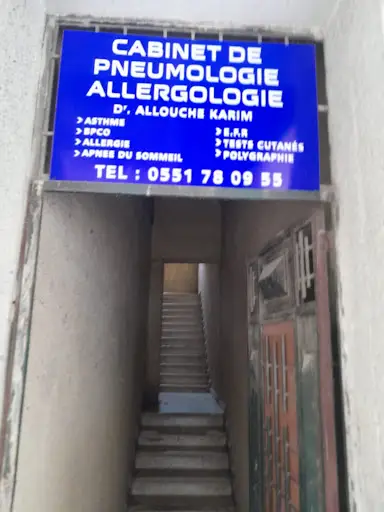 CABINET DE
PNEUMOLOGIE
ALLERGOLOGIE
Dr. ALLOUCHE KARIM
> ASTHME
> BPCO
> ALLERGIE
> APNEE DU SOMMEIL
> E.F.R
> TESTS CUTANÉS
> POLYGRAPHIE
TEL : 0551 78 09 55